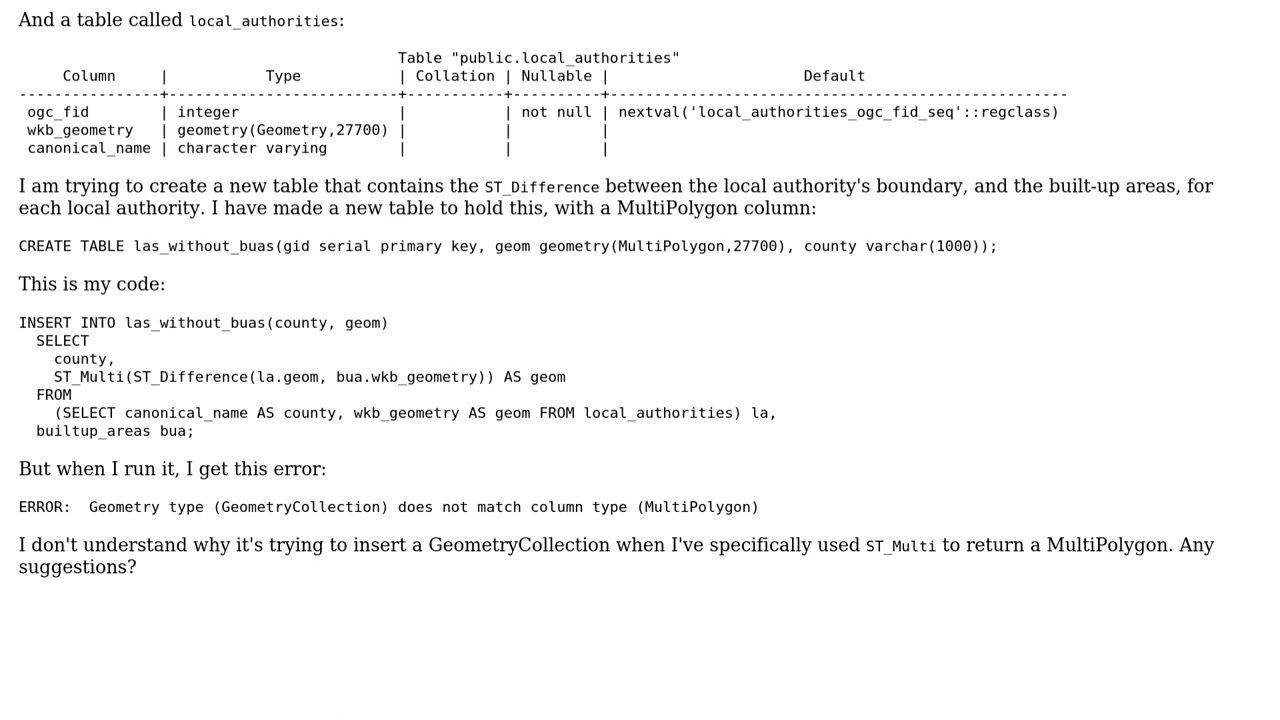 And a table called local_authorities:
Table "public.local_authorities"
Column | Type | Collation | Nullable | Default
----------------+--------------------------+-----------+----------+----------------------------------------------------
ogc_fid | integer | | not null | nextval('local_authorities_ogc_fid_seq'::regclass)
wkb_geometry | geometry(Geometry,27700) | | |
canonical_name | character varying | | |
I am trying to create a new table that contains the ST_Difference between the local authority's boundary, and the built-up areas, for
each local authority. I have made a new table to hold this, with a MultiPolygon column:
CREATE TABLE las_without_buas(gid serial primary key, geom geometry(MultiPolygon,27700), county varchar(1000));
This is my code:
INSERT INTO las_without_buas(county, geom)
SELECT
county,
ST_Multi(ST_Difference(la.geom, bua.wkb_geometry)) AS geom
FROM
(SELECT canonical_name AS county, wkb_geometry AS geom FROM local_authorities) la,
builtup_areas bua;
But when I run it, I get this error:
ERROR:  Geometry type (GeometryCollection) does not match column type (MultiPolygon)
I don't understand why it's trying to insert a GeometryCollection when I've specifically used ST_Multi to return a MultiPolygon. Any
suggestions?